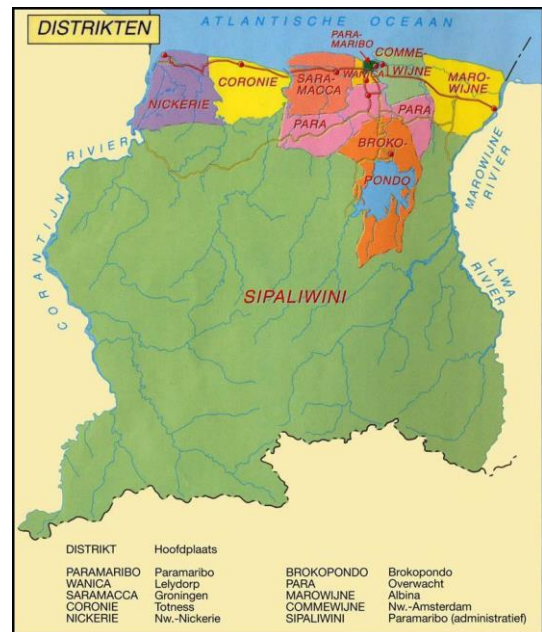 DISTRIKTEN
ATLANTISCHE OCEAAN
PARA-
MARIBO
COMME-
WIJNE
WANICA
NICKERIE
CORONIE
SARA-
MACCA
MARO-
WIJNE
PARA
PARA
BROKO-
PONDO
CORANTIJN RIVIER
MAROWIJNE
RIVIER
LAWA
RIVIER
SIPALIWINI
DISTRIKT Hoofdplaats
PARAMARIBO Paramaribo
WANICA Lelydorp
SARAMACCA Groningen
CORONIE Totness
NICKERIE Nw.-Nickerie
BROKOPONDO Brokopondo
PARA Overwacht
MAROWIJNE Albina
COMMEWIJNE Nw.-Amsterdam
SIPALIWINI Paramaribo (administratief)